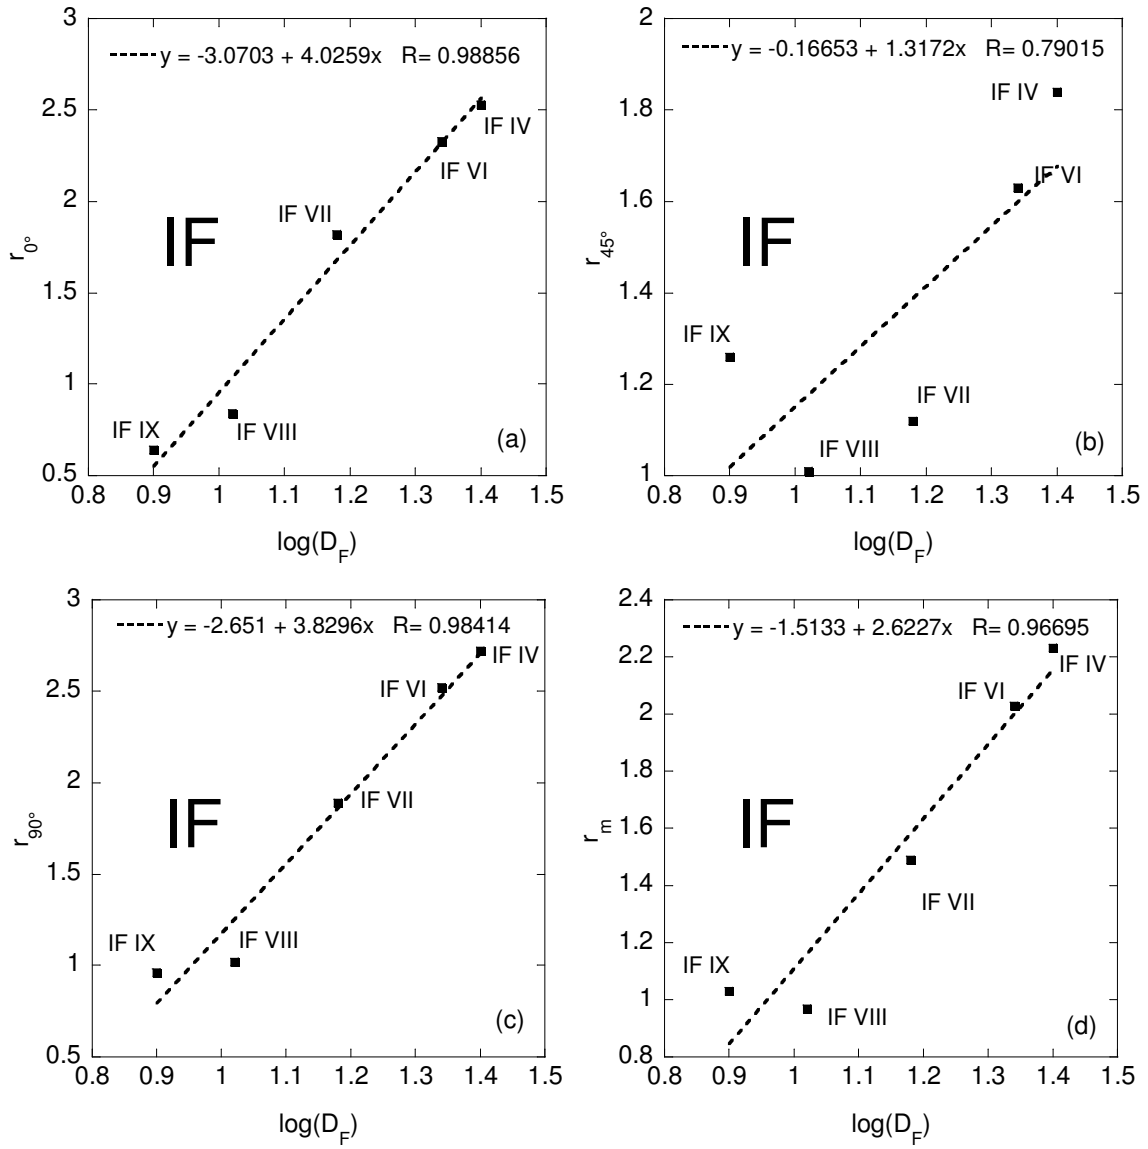 3
y = -3.0703 + 4.0259x R= 0.98856
2.5
IF IV
IF VI
2
IF VII
IF
r0°
1.5
1
IF IX
IF VIII
(a)
0.5
0.8 0.9 1 1.1 1.2 1.3 1.4 1.5
log(DF)
2
y = -0.16653 + 1.3172x R= 0.79015
IF IV
1.8
IF VI
1.6
IF
r45°
1.4
IF IX
1.2
IF VII
IF VIII
(b)
1
0.8 0.9 1 1.1 1.2 1.3 1.4 1.5
log(DF)
3
y = -2.651 + 3.8296x R= 0.98414
IF IV
2.5
IF VI
2
IF VII
IF
r90°
1.5
IF IX
IF VIII
1
(c)
0.5
0.8 0.9 1 1.1 1.2 1.3 1.4 1.5
log(DF)
2.4
y = -1.5133 + 2.6227x R= 0.96695
2.2
IF IV
IF VI
2
1.8
IF
rm
1.6
1.4
IF VII
1.2
IF IX
1
IF VIII
(d)
0.8
0.8 0.9 1 1.1 1.2 1.3 1.4 1.5
log(DF)